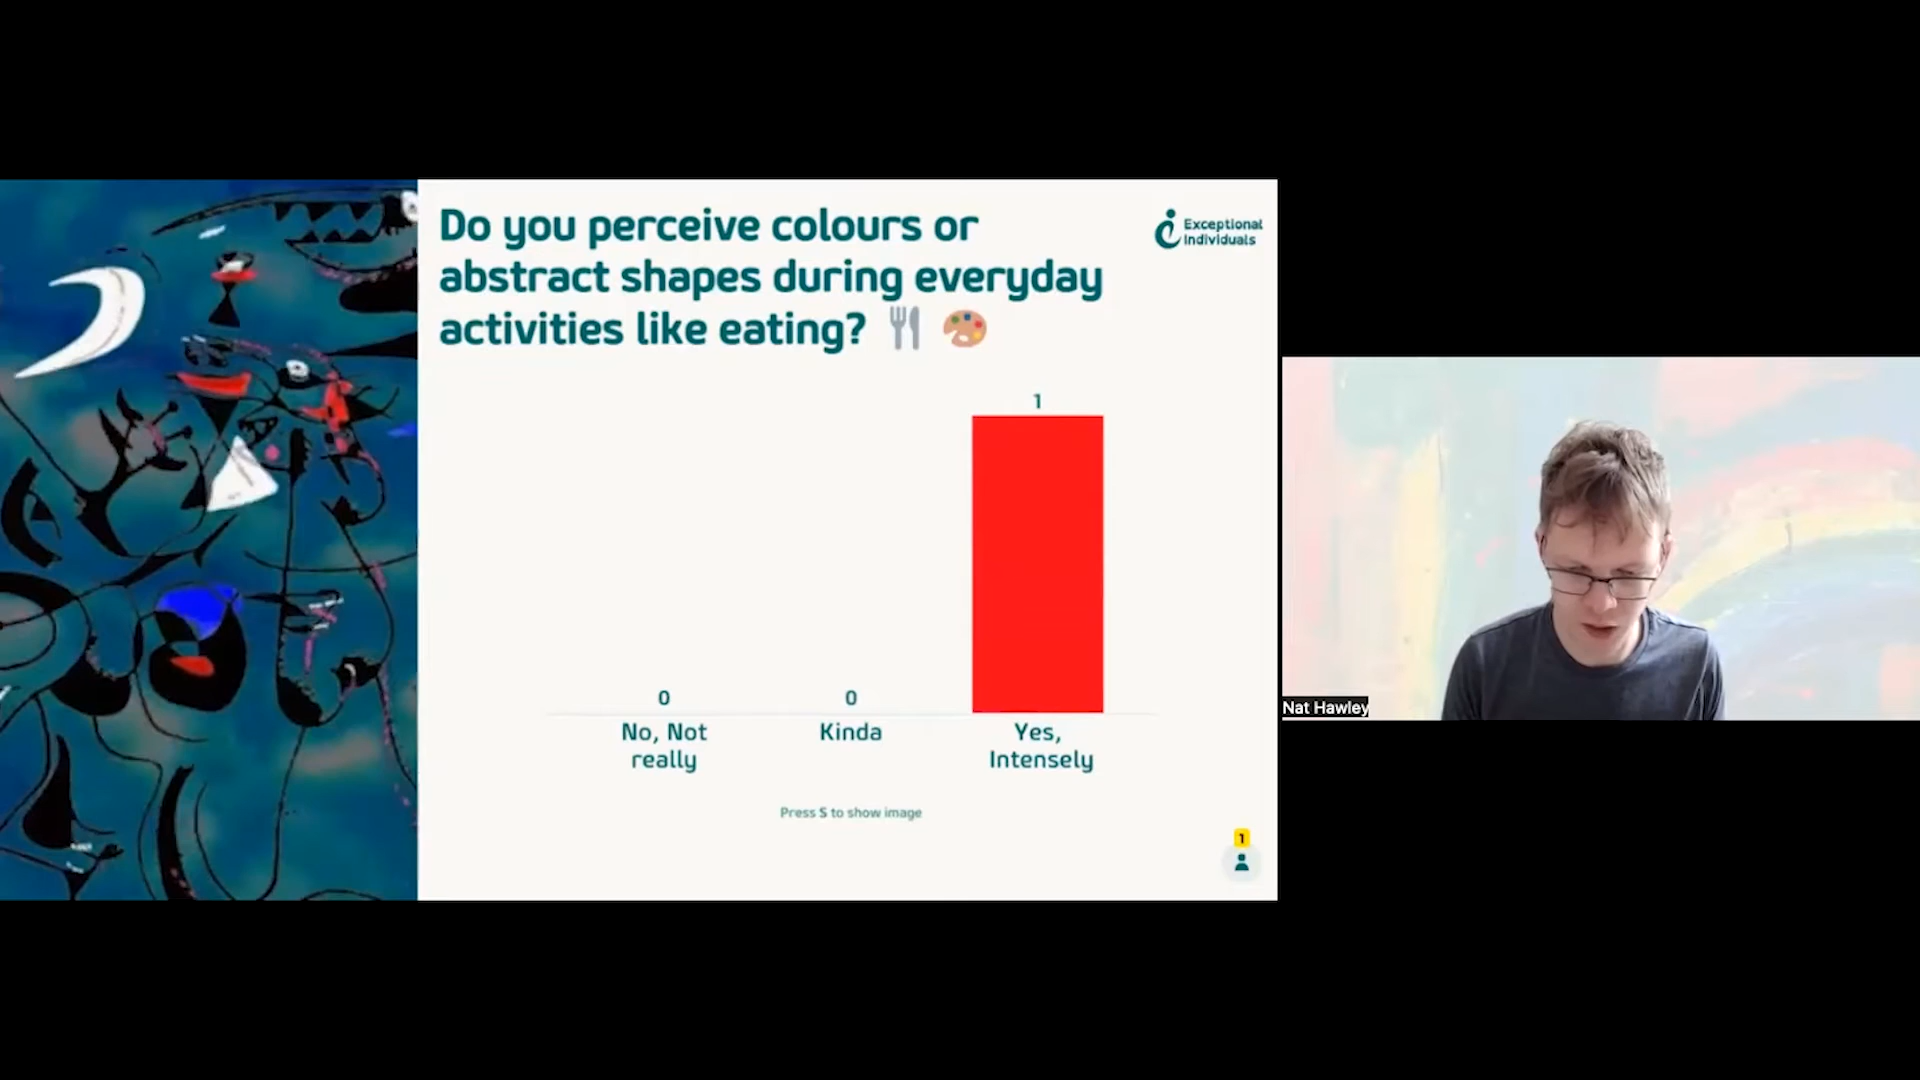 Do you perceive colours or
abstract shapes during everyday
activities like eating? 🍴 🎨
Exceptional
Individuals
1
0
0
No, Not
really
Kinda
Yes,
Intensely
Press S to show image
1
Nat Hawley